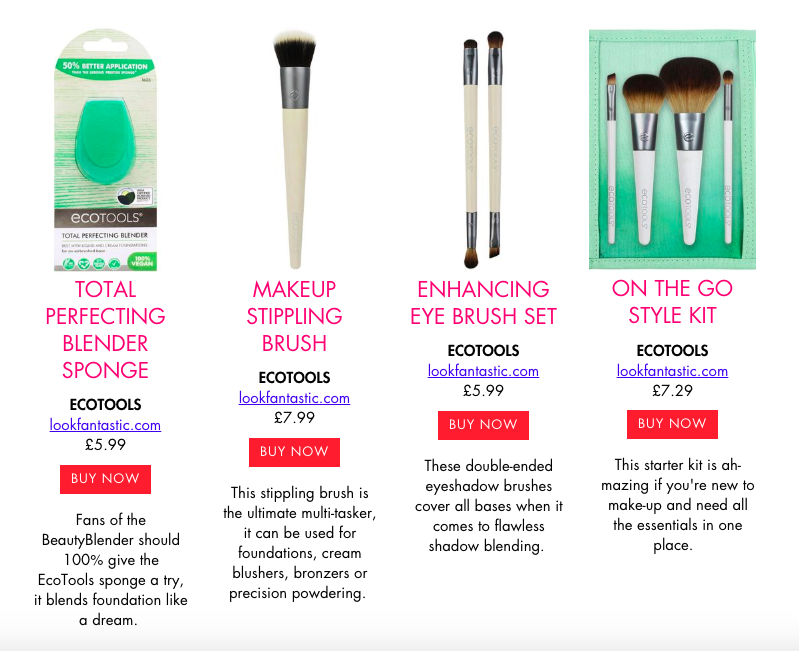 50% BETTER APPLICATION
ecoTOOLS®
TOTAL PERFECTING BLENDER
100%
VEGAN
TOTAL
PERFECTING
BLENDER
SPONGE
ECOTOOLS
lookfantastic.com
£5.99
BUY NOW
Fans of the
BeautyBlender should
100% give the
EcoTools sponge a try,
it blends foundation like
a dream.
MAKEUP
STIPPLING
BRUSH
ECOTOOLS
lookfantastic.com
£7.99
BUY NOW
This stippling brush is
the ultimate multi-tasker,
it can be used for
foundations, cream
blushers, bronzers or
precision powdering.
ecoTOOLS
ecoTOOLS
ENHANCING
EYE BRUSH SET
ECOTOOLS
lookfantastic.com
£5.99
BUY NOW
These double-ended
eyeshadow brushes
cover all bases when it
comes to flawless
shadow blending.
ecoTOOLS
ecoTOOLS
ecoTOOLS
ecoTOOLS
ON THE GO
STYLE KIT
ECOTOOLS
lookfantastic.com
£7.29
BUY NOW
This starter kit is ah-
mazing if you're new to
make-up and need all
the essentials in one
place.